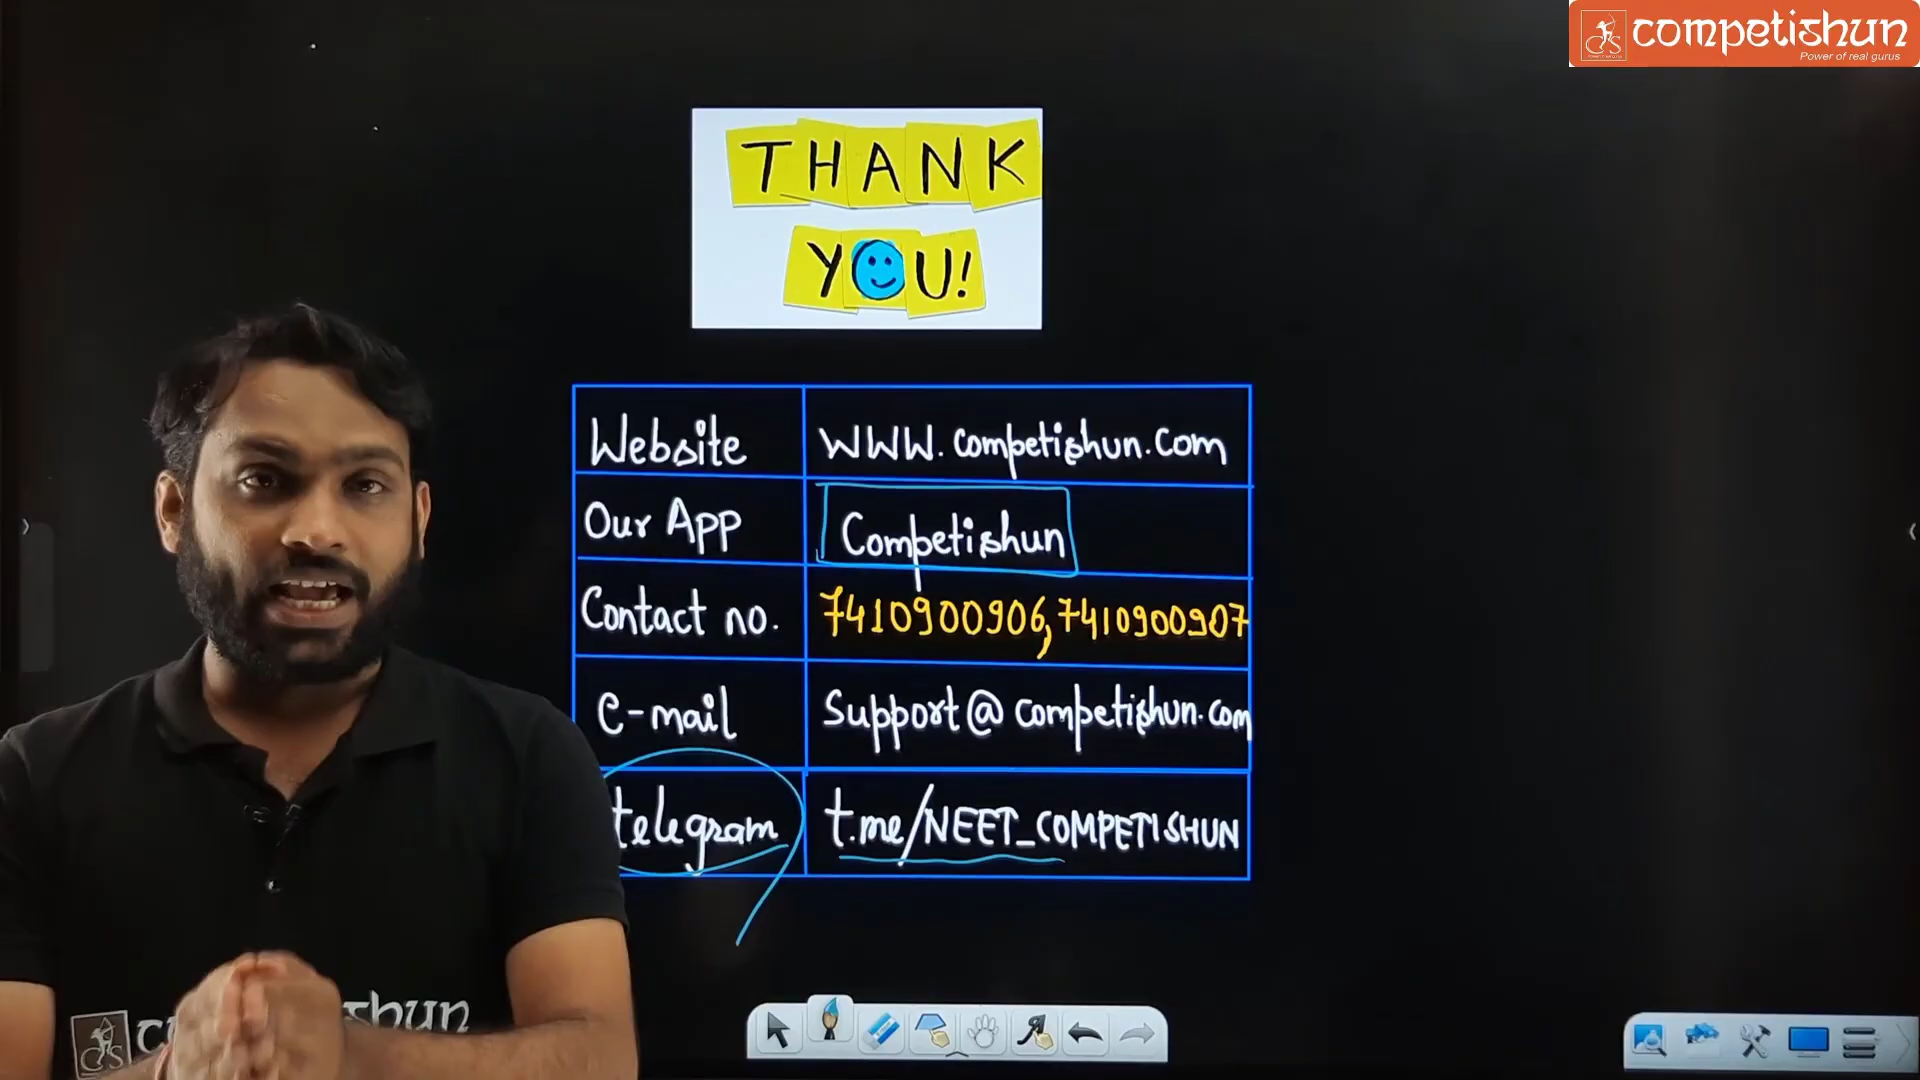 competishun
Power of real gurus
THANK
YOU!
Website www.competishun.com
Our App Competishun
Contact no. 7410900906, 7410900907
e-mail Support@competishun.com
telegram t.me/NEET_COMPETISHUN